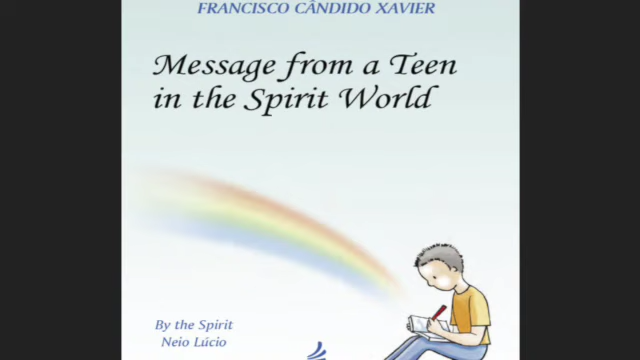 FRANCISCO CÂNDIDO XAVIER
Message from a Teen
in the Spirit World
By the Spirit
Neio Lúcio